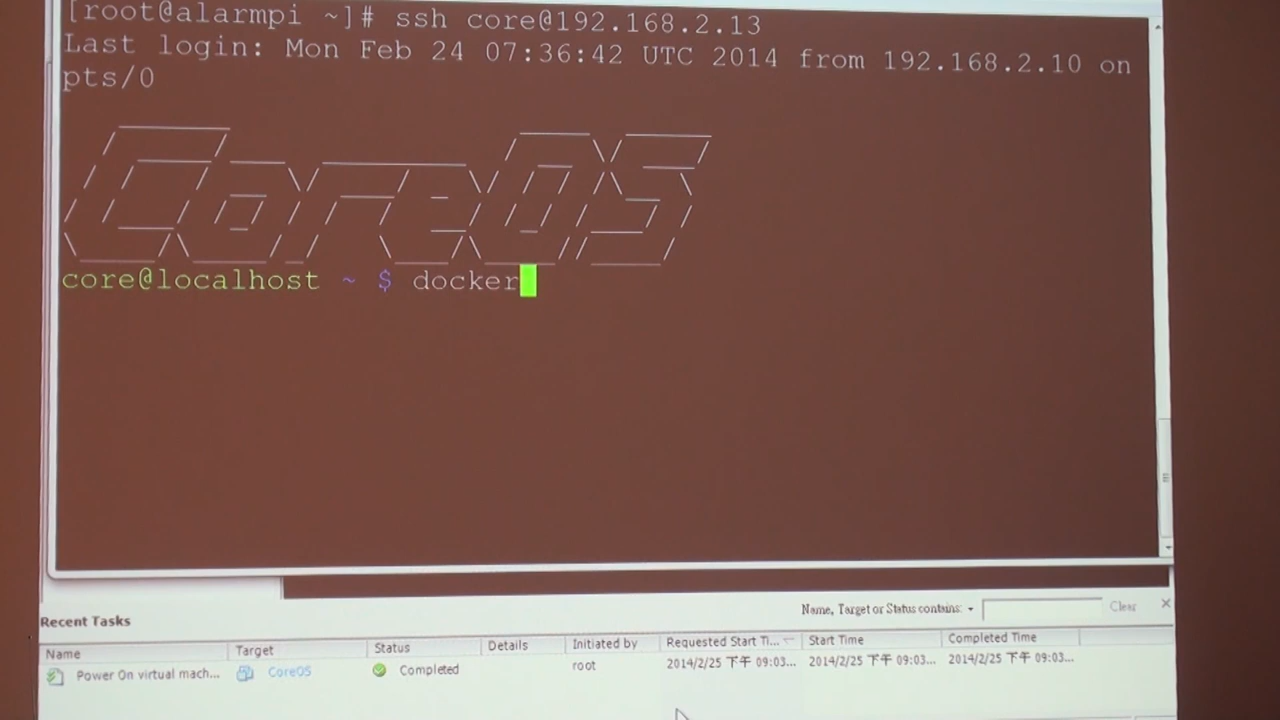 [root@alarmpi ~]# ssh core@192.168.2.13
Last login: Mon Feb 24 07:36:42 UTC 2014 from 192.168.2.10 on
pts/0
CoreOS
core@localhost ~ $ docker
Name, Target or Status contains: Clear
Recent Tasks
Name Target Status Details Initiated by Requested Start Ti... Start Time Completed Time
Power On virtual mach... CoreOS Completed root 2014/2/25 下午 09:03... 2014/2/25 下午 09:03... 2014/2/25 下午 09:03...